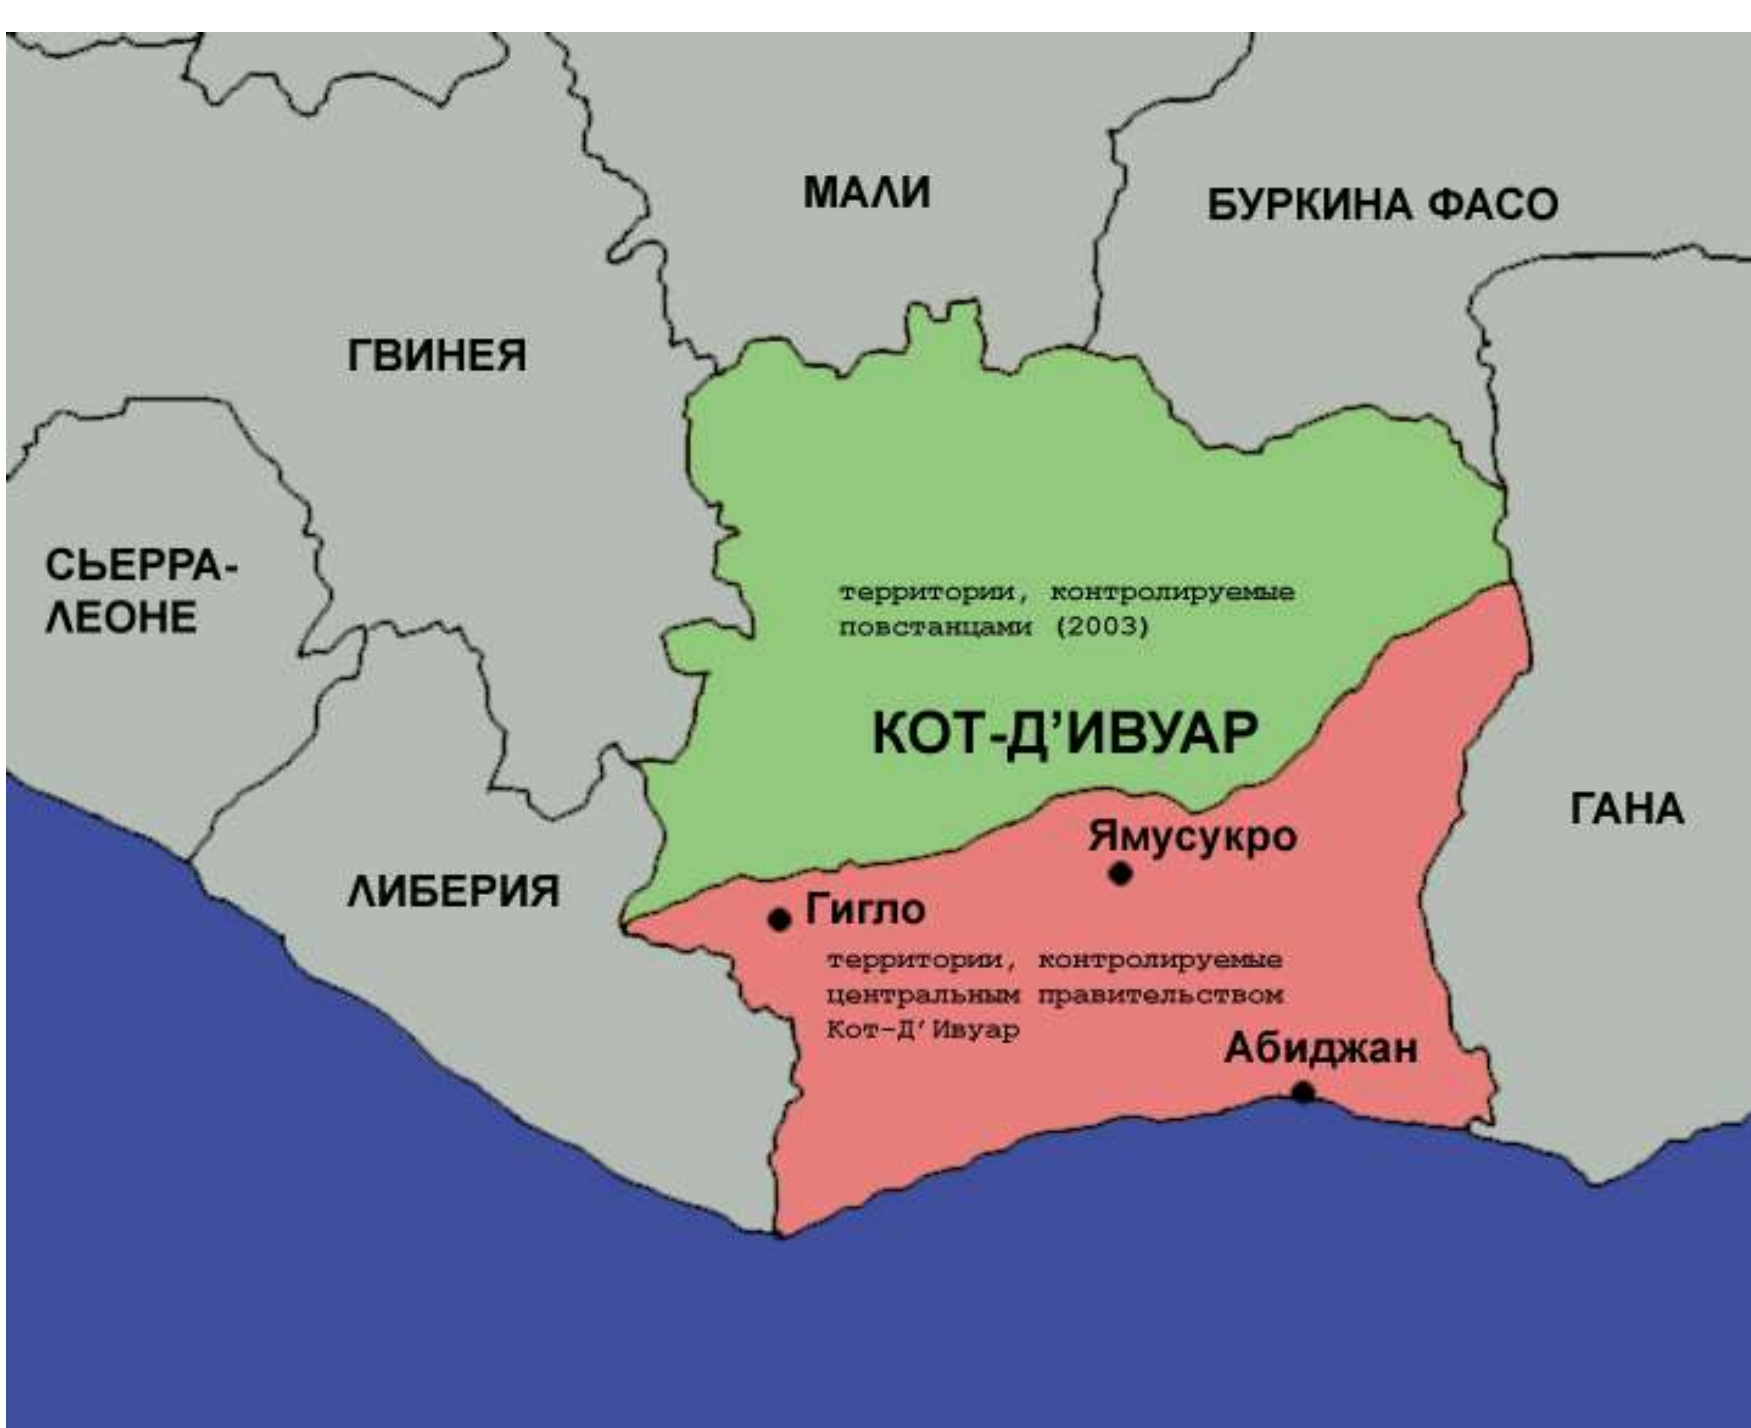 МАЛИ
БУРКИНА ФАСО
ГВИНЕЯ
СЬЕРРА-
ЛЕОНЕ
территории, контролируемые
повстанцами (2003)
КОТ-Д’ИВУАР
ГАНА
Ямусукро
ЛИБЕРИЯ
Гигло
территории, контролируемые
центральным правительством
Кот-Д’Ивуар
Абиджан